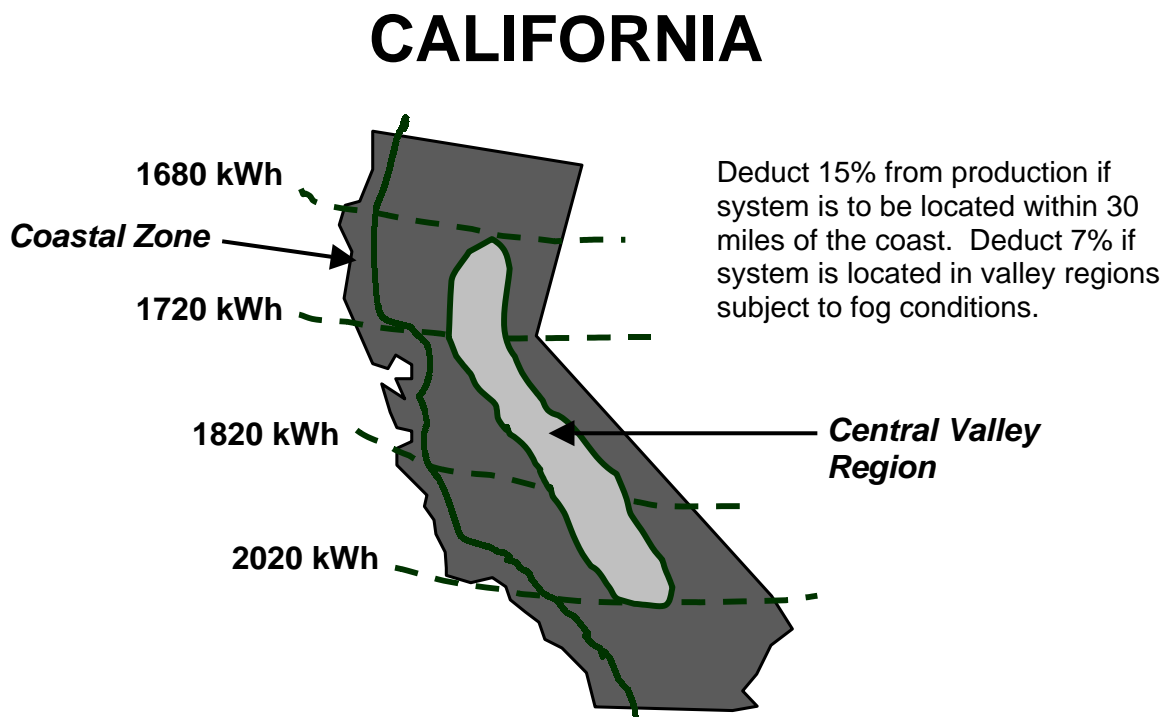 CALIFORNIA
1680 kWh
Coastal Zone
1720 kWh
1820 kWh
2020 kWh
Deduct 15% from production if
system is to be located within 30
miles of the coast.  Deduct 7% if
system is located in valley regions
subject to fog conditions.
Central Valley
Region